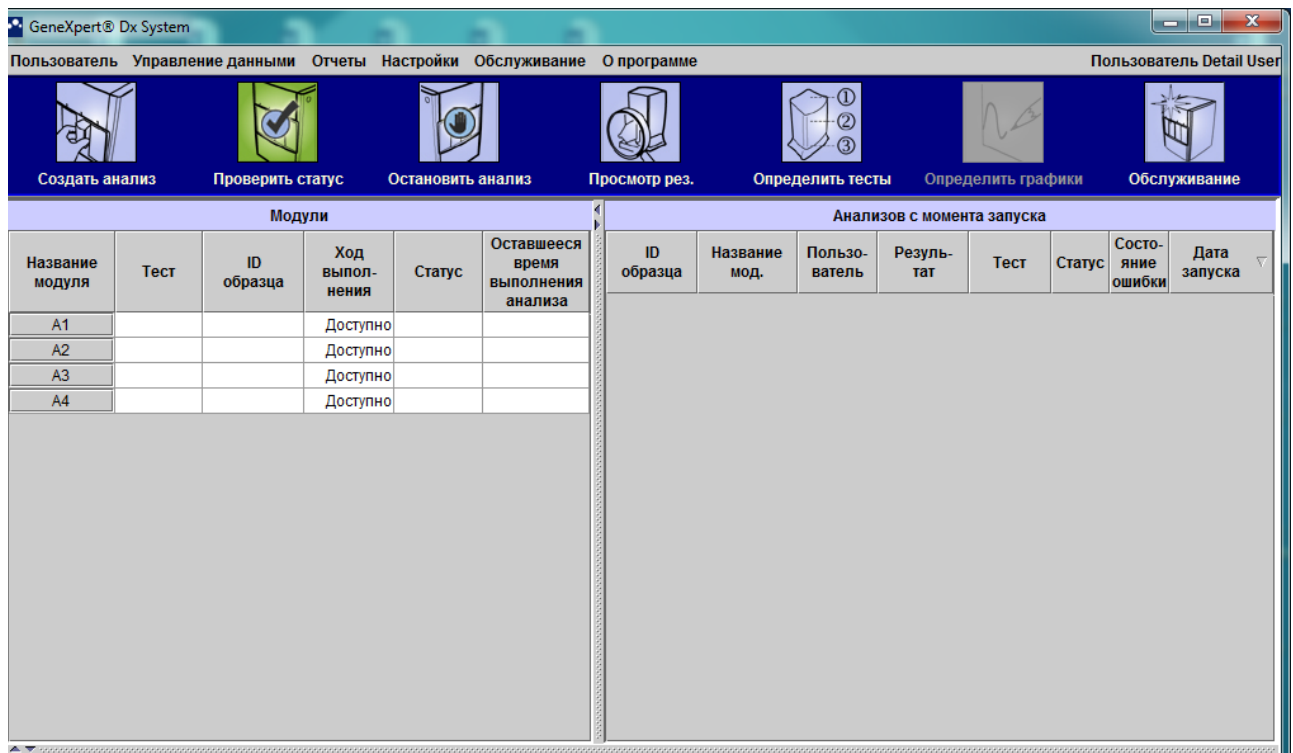 GeneXpert® Dx System
Пользователь Управление данными Отчеты Настройки Обслуживание О программе Пользователь Detail User
① ② ③
Создать анализ Проверить статус Остановить анализ Просмотр рез. Определить тесты Определить графики Обслуживание
Модули
Название модуля Тест ID образца Ход выпол-нения Статус Оставшееся время выполнения анализа
A1 Доступно
A2 Доступно
A3 Доступно
A4 Доступно
Анализов с момента запуска
ID образца Название мод. Пользо-ватель Резуль-тат Тест Статус Состо-яние ошибки Дата запуска